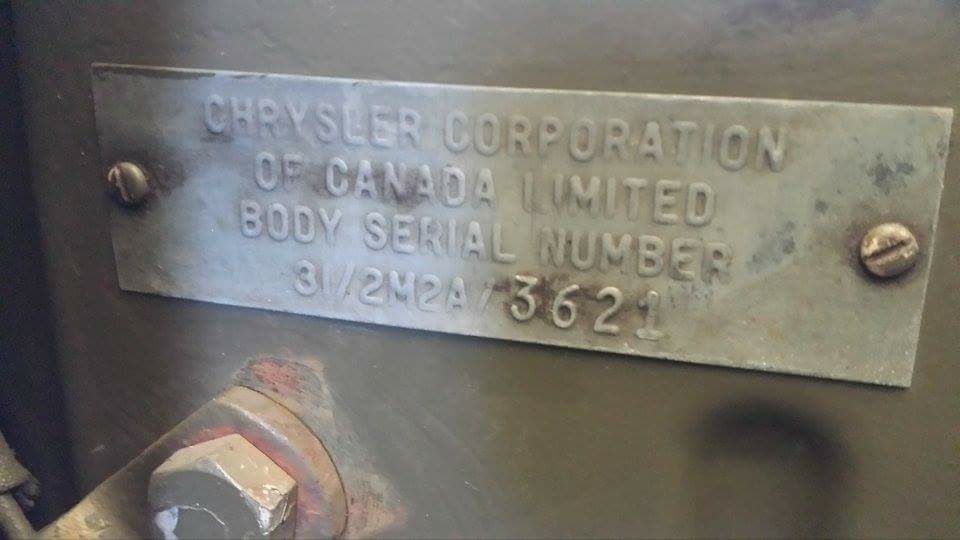 CHRYSLER CORPORATION
OF CANADA LIMITED
BODY SERIAL NUMBER
31/2M2A/3621